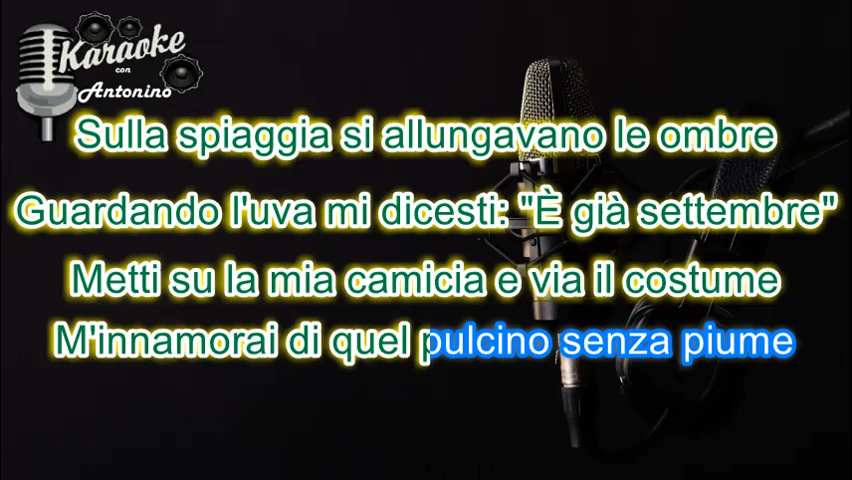 Karaoke
con
Antonino
Sulla spiaggia si allungavano le ombre
Guardando l'uva mi dicesti: "È già settembre"
Metti su la mia camicia e via il costume
M'innamorai di quel pulcino senza piume